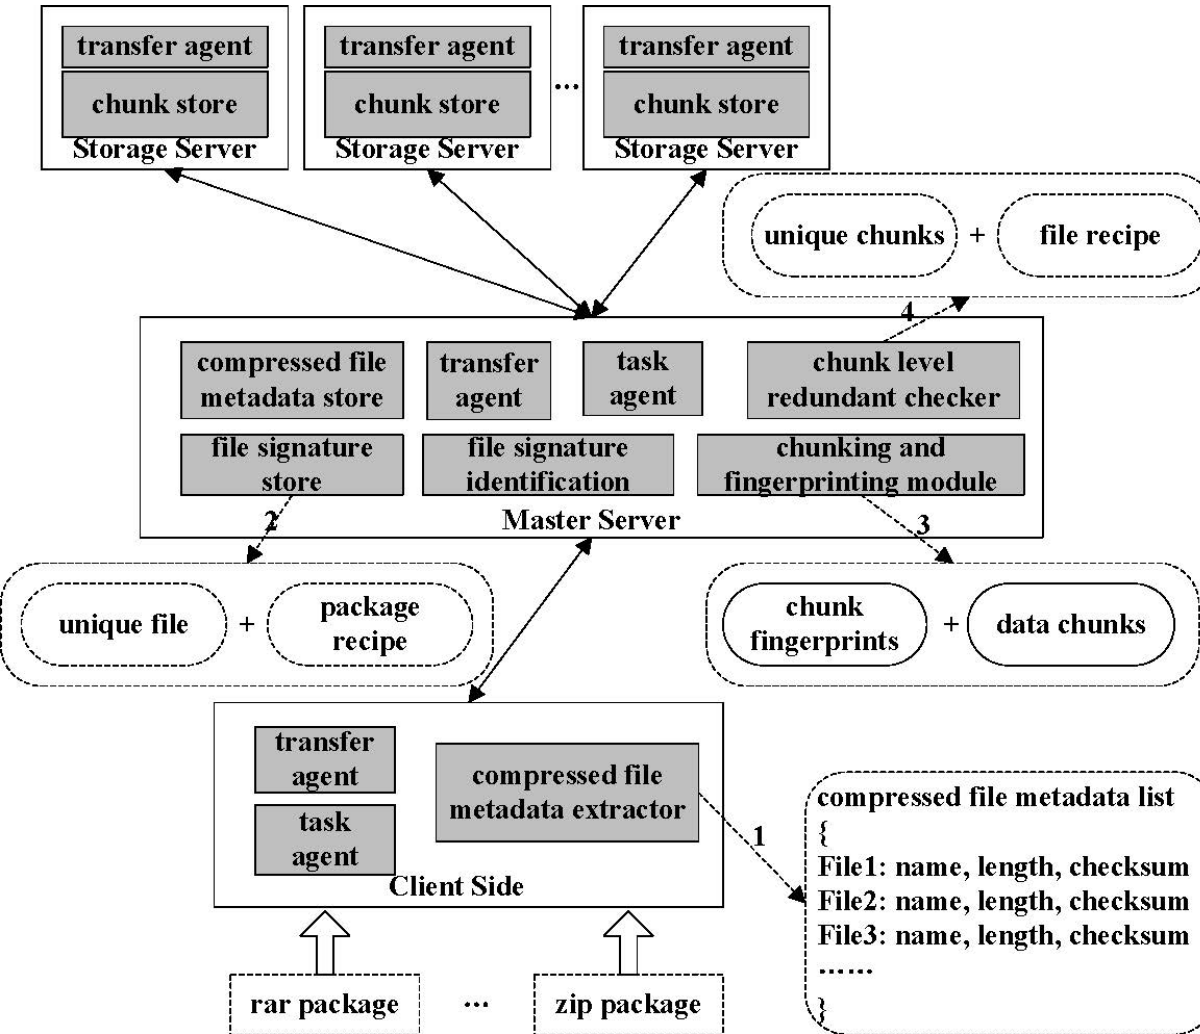 transfer agent
chunk store
Storage Server
transfer agent
chunk store
Storage Server
...
transfer agent
chunk store
Storage Server
unique chunks
+
file recipe
4
compressed file
metadata store
transfer
agent
task
agent
chunk level
redundant checker
file signature
store
file signature
identification
chunking and
fingerprinting module
Master Server
2
3
unique file
+
package
recipe
chunk
fingerprints
+
data chunks
transfer
agent
task
agent
compressed file
metadata extractor
Client Side
1
compressed file metadata list
{
File1: name, length, checksum
File2: name, length, checksum
File3: name, length, checksum
......
}
rar package
...
zip package